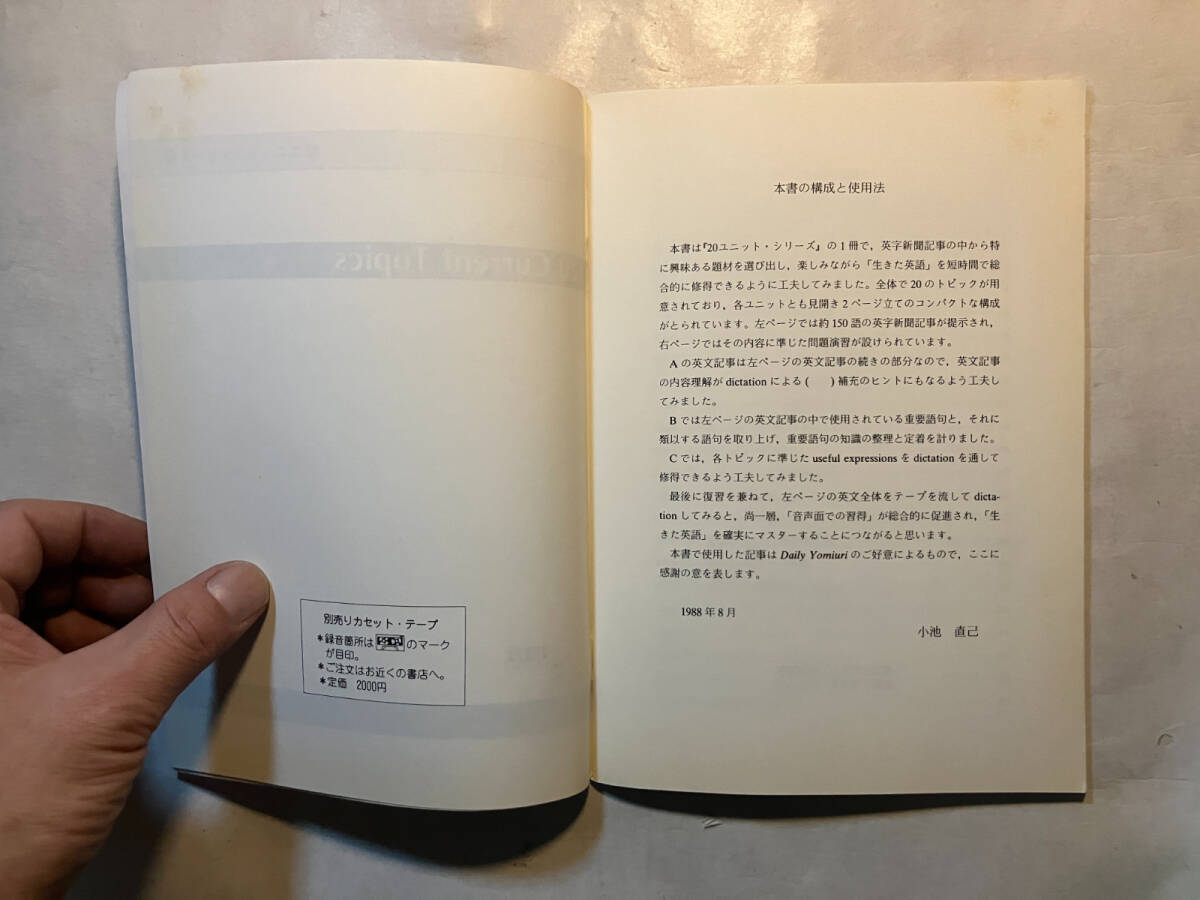 Current Topics
別売りカセット・テープ
*録音箇所は のマーク
が目印。
*ご注文はお近くの書店へ。
*定価 2000円
本書の構成と使用法
本書は『20ユニット・シリーズ』の1冊で,英字新聞記事の中から特
に興味ある題材を選び出し,楽しみながら「生きた英語」を短時間で総
合的に修得できるように工夫してみました。全体で20のトピックが用
意されており,各ユニットとも見開き2ページ立てのコンパクトな構成
がとられています。左ページでは約150語の英字新聞記事が提示され,
右ページではその内容に準じた問題演習が設けられています。
Aの英文記事は左ページの英文記事の続きの部分なので,英文記事
の内容理解がdictationによる( )補充のヒントにもなるよう工夫し
てみました。
Bでは左ページの英文記事の中で使用されている重要語句と,それに
類似する語句を取り上げ,重要語句の知識の整理と定着を計りました。
Cでは,各トピックに準じたuseful expressionsをdictationを通して
修得できるよう工夫してみました。
最後に復習を兼ねて,左ページの英文全体をテープを流してdicta-
tionしてみると,尚一層,「音声面での習得」が総合的に促進され,「生
きた英語」を確実にマスターすることにつながると思います。
本書で使用した記事はDaily Yomiuriのご好意によるもので,ここに
感謝の意を表します。
1988年8月
小池 直己